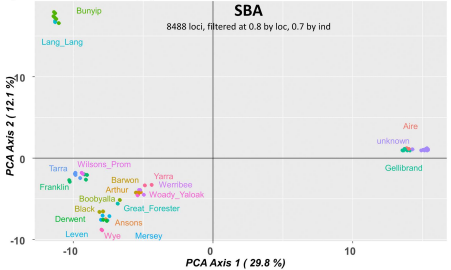 SBA
8488 loci, filtered at 0.8 by loc, 0.7 by ind
Bunyip
Lang_Lang
10
PCA Axis 2 ( 12.1 %)
Aire
unknown
0
Gellibrand
Wilsons_Prom
Tarra
Yarra
Barwon
Werribee
Franklin
Arthur
Woady_Yaloak
Boobyalla
Great_Forester
Black
Derwent
Ansons
Leven
Wye
Mersey
-10
-10
0
10
PCA Axis 1 ( 29.8 %)